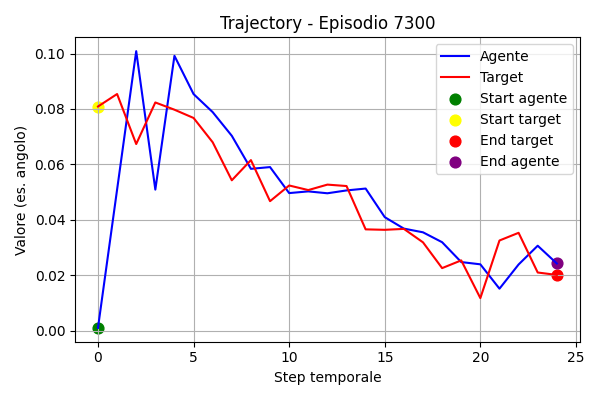 Trajectory - Episodio 7300
Valore (es. angolo)
0.10
0.08
0.06
0.04
0.02
0.00
0
5
10
15
20
25
Step temporale
Agente
Target
Start agente
Start target
End target
End agente